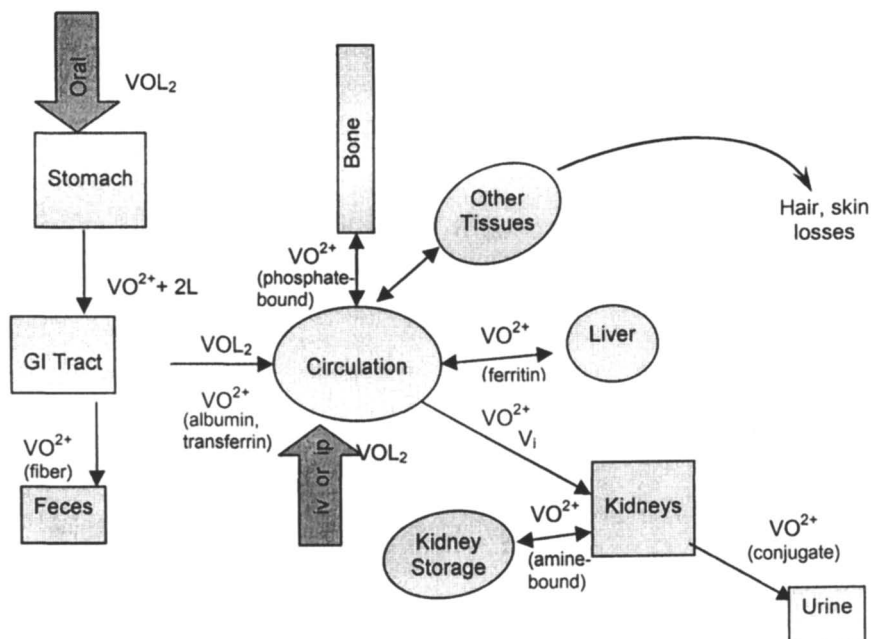 Oral
VOL₂
Stomach
VO²⁺ + 2L
GI Tract
VO²⁺
(fiber)
Feces
VOL₂
VO²⁺
(albumin,
transferrin)
Bone
VO²⁺
(phosphate-
bound)
Other
Tissues
Hair, skin
losses
Circulation
VO²⁺
(ferritin)
Liver
iv or ip
VOL₂
VO²⁺
Vᵢ
Kidneys
VO²⁺
(amine-
bound)
Kidney
Storage
VO²⁺
(conjugate)
Urine